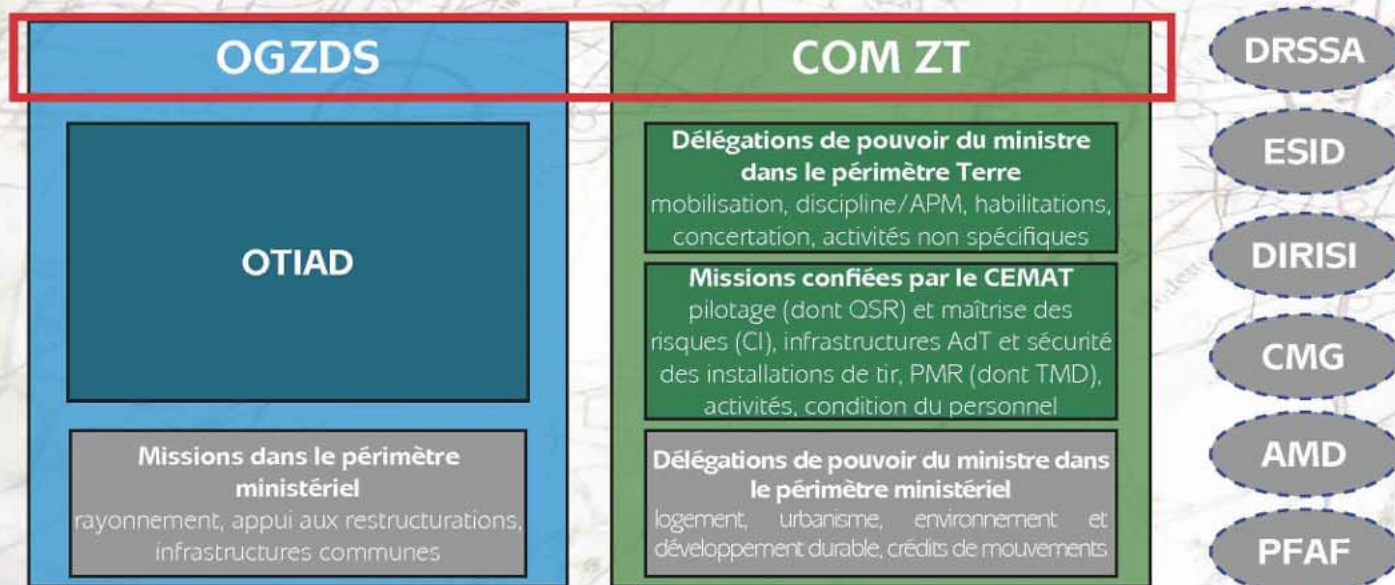 OGZDS
OTIAD
Missions dans le périmètre
ministériel
rayonnement, appui aux restructurations,
infrastructures communes
COM ZT
Délégations de pouvoir du ministre
dans le périmètre Terre
mobilisation, discipline/APM, habilitations,
concertation, activités non spécifiques
Missions confiées par le CEMAT
pilotage (dont QSR) et maîtrise des
risques (CI), infrastructures AdT et sécurité
des installations de tir, PMR (dont TMD),
activités, condition du personnel
Délégations de pouvoir du ministre dans
le périmètre ministériel
logement, urbanisme, environnement et
développement durable, crédits de mouvements
DRSSA
ESID
DIRISI
CMG
AMD
PFAF